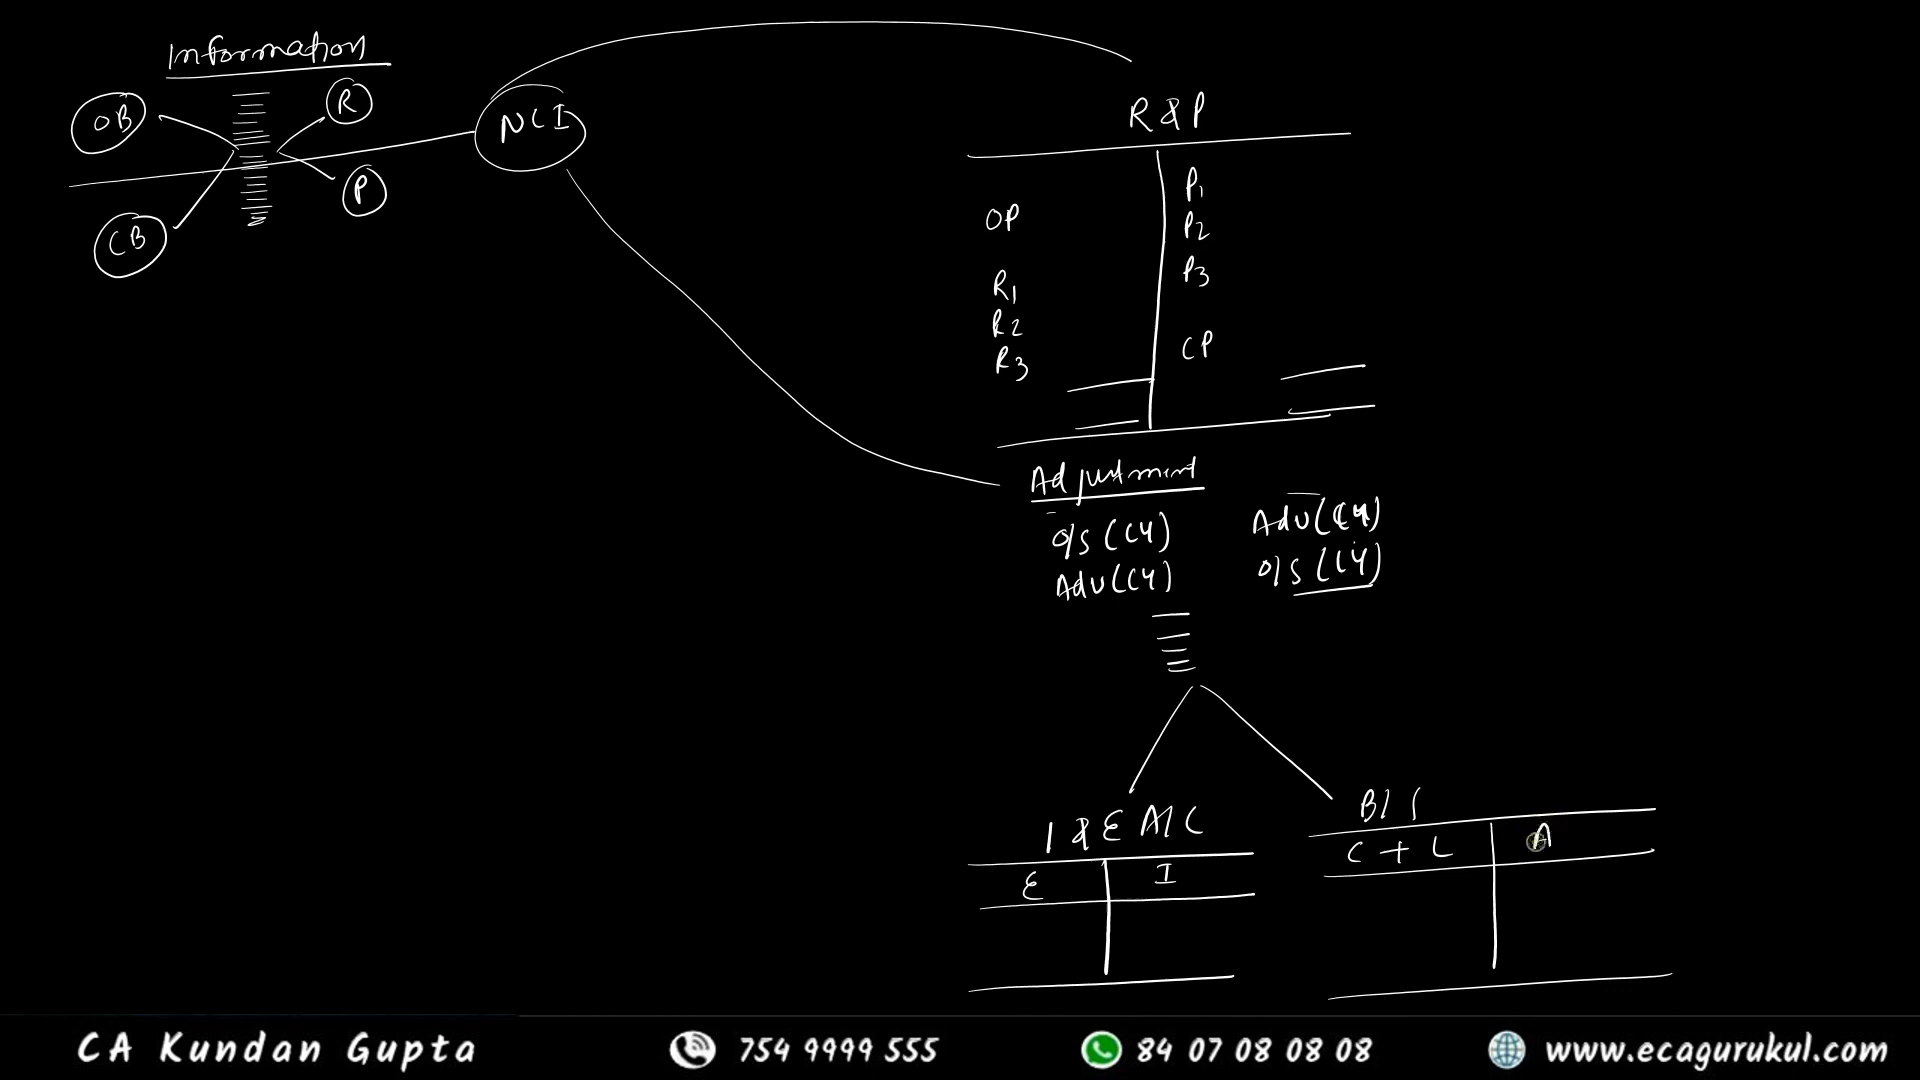 Information
OB
R
P
CB
NCI
R & P
OP
R1
R2
R3
P1
P2
P3
CP
Adjustment
O/S (CY)
Adv (CY)
Adv (CY)
O/S (CY)
I & E A/C
E
I
B/S
C + L
A
CA Kundan Gupta
754 9999 555
84 07 08 08 08
www.ecagurukul.com